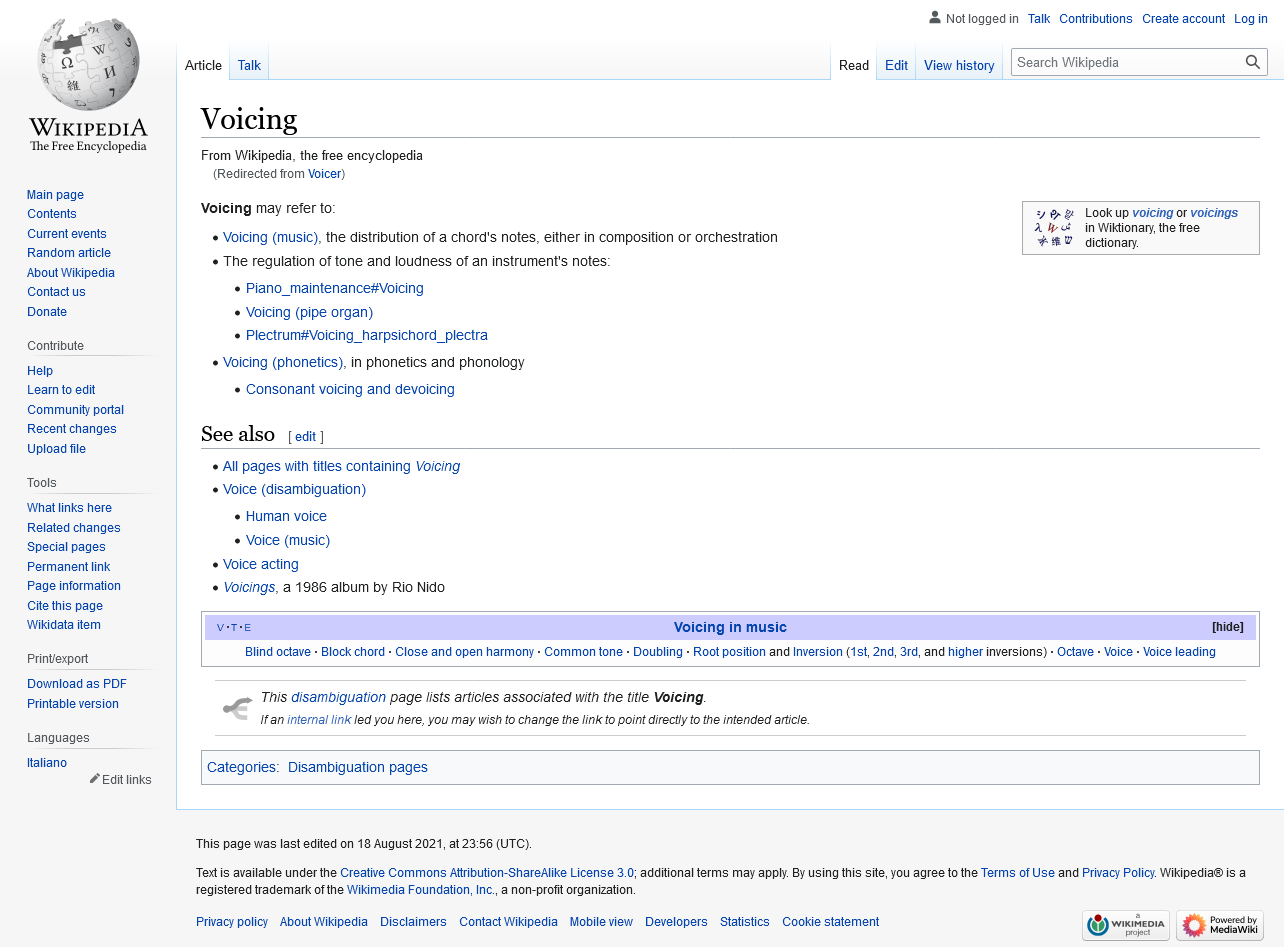 Not logged in Talk Contributions Create account Log in
Article Talk Read Edit View history Search Wikipedia
WIKIPEDIA
The Free Encyclopedia
Main page
Contents
Current events
Random article
About Wikipedia
Contact us
Donate
Contribute
Help
Learn to edit
Community portal
Recent changes
Upload file
Tools
What links here
Related changes
Special pages
Permanent link
Page information
Cite this page
Wikidata item
Print/export
Download as PDF
Printable version
Languages
Italiano
Edit links
Voicing
From Wikipedia, the free encyclopedia
(Redirected from Voicer)
Voicing may refer to:
Look up voicing or voicings
in Wiktionary, the free
dictionary.
• Voicing (music), the distribution of a chord's notes, either in composition or orchestration
• The regulation of tone and loudness of an instrument's notes:
• Piano_maintenance#Voicing
• Voicing (pipe organ)
• Plectrum#Voicing_harpsichord_plectra
• Voicing (phonetics), in phonetics and phonology
• Consonant voicing and devoicing
See also [ edit ]
• All pages with titles containing Voicing
• Voice (disambiguation)
• Human voice
• Voice (music)
• Voice acting
• Voicings, a 1986 album by Rio Nido
V · T · E Voicing in music [hide]
Blind octave · Block chord · Close and open harmony · Common tone · Doubling · Root position and Inversion (1st, 2nd, 3rd, and higher inversions) · Octave · Voice · Voice leading
This disambiguation page lists articles associated with the title Voicing.
If an internal link led you here, you may wish to change the link to point directly to the intended article.
Categories: Disambiguation pages
This page was last edited on 18 August 2021, at 23:56 (UTC).
Text is available under the Creative Commons Attribution-ShareAlike License 3.0; additional terms may apply. By using this site, you agree to the Terms of Use and Privacy Policy. Wikipedia® is a
registered trademark of the Wikimedia Foundation, Inc., a non-profit organization.
Privacy policy About Wikipedia Disclaimers Contact Wikipedia Mobile view Developers Statistics Cookie statement
a
WIKIMEDIA
project
Powered by
MediaWiki